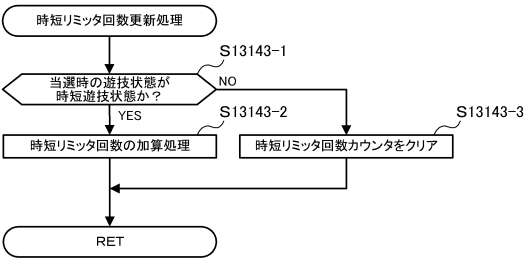 時短リミッタ回数更新処理
S13143-1
当選時の遊技状態が
時短遊技状態か？
NO
YES
S13143-2
S13143-3
時短リミッタ回数の加算処理
時短リミッタ回数カウンタをクリア
RET